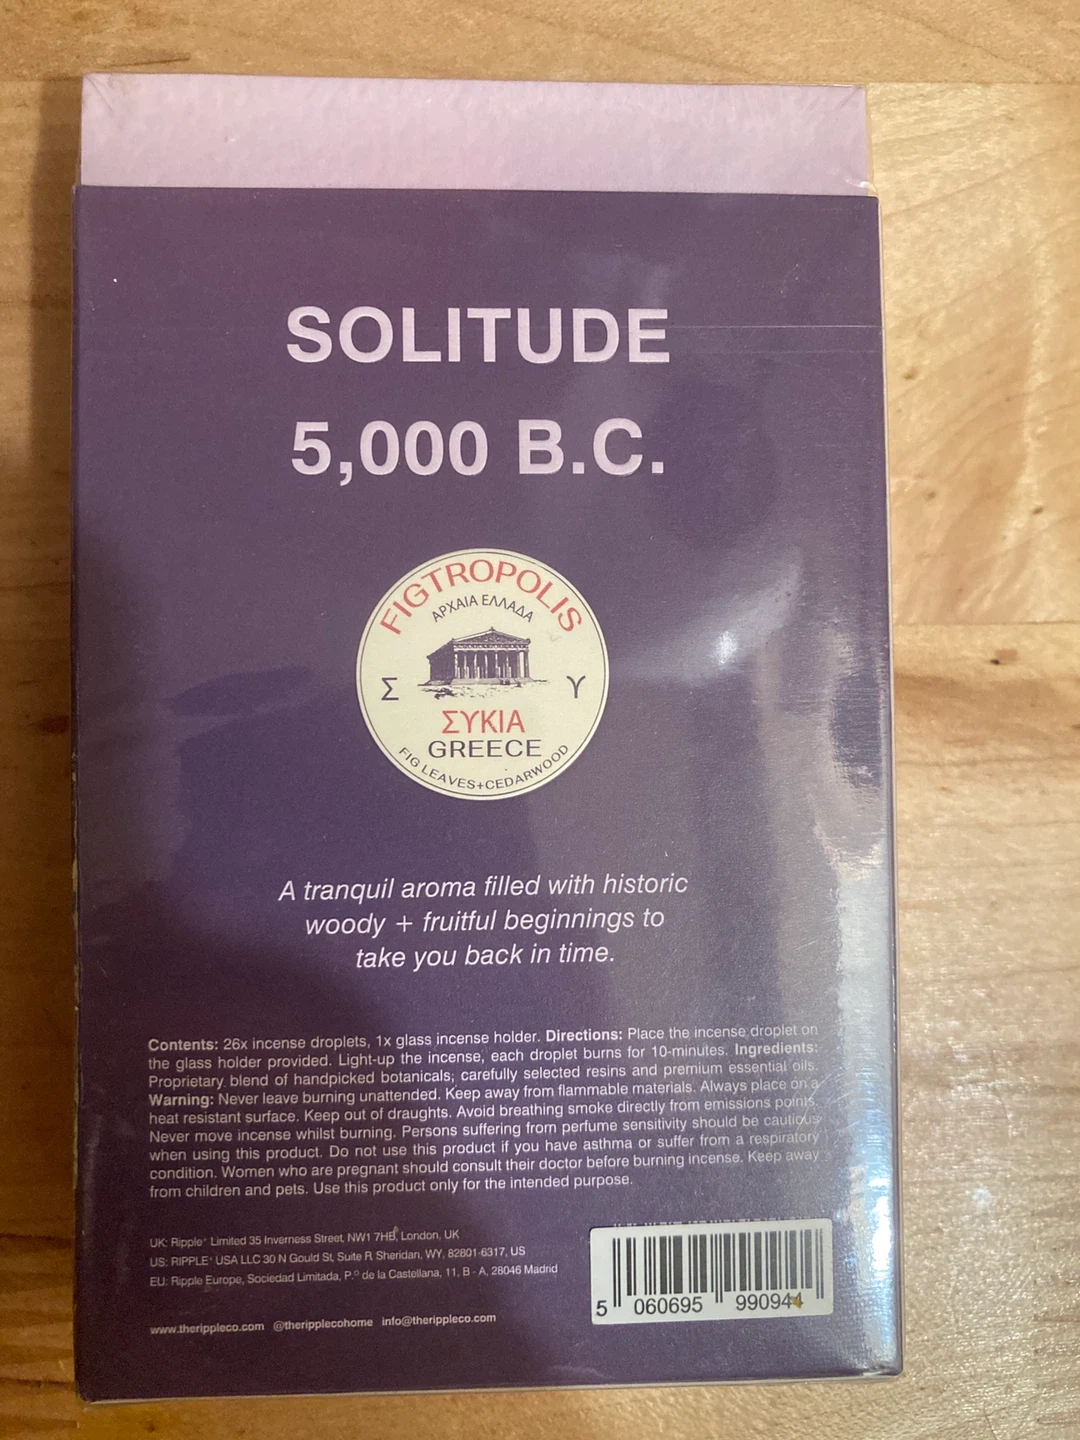 SOLITUDE
5,000 B.C.
FIGTROPOLIS
ΑΡΧΑΙΑ ΕΛΛΑΔΑ
Σ Υ
ΣΥΚΙΑ
GREECE
FIG LEAVES+CEDARWOOD
A tranquil aroma filled with historic
woody + fruitful beginnings to
take you back in time.
Contents: 26x incense droplets, 1x glass incense holder. Directions: Place the incense droplet on
the glass holder provided. Light-up the incense, each droplet burns for 10-minutes. Ingredients:
Proprietary blend of handpicked botanicals; carefully selected resins and premium essential oils.
Warning: Never leave burning unattended. Keep away from flammable materials. Always place on a
heat resistant surface. Keep out of draughts. Avoid breathing smoke directly from emissions points.
Never move incense whilst burning. Persons suffering from perfume sensitivity should be cautious
when using this product. Do not use this product if you have asthma or suffer from a respiratory
condition. Women who are pregnant should consult their doctor before burning incense. Keep away
from children and pets. Use this product only for the intended purpose.
UK: Ripple+ Limited 35 Inverness Street, NW1 7HB, London, UK
US: RIPPLE+ USA LLC 30 N Gould St, Suite R Sheridan, WY, 82801-6317, US
EU: Ripple Europe, Sociedad Limitada, P.º de la Castellana, 11, B - A, 28046 Madrid
www.therippleco.com @theripplecohome info@therippleco.com
5 060695 990944